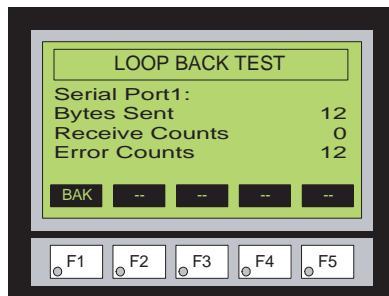 LOOP BACK TEST
Serial Port1:
Bytes Sent 12
Receive Counts 0
Error Counts 12
BAK -- -- -- --
F1 F2 F3 F4 F5